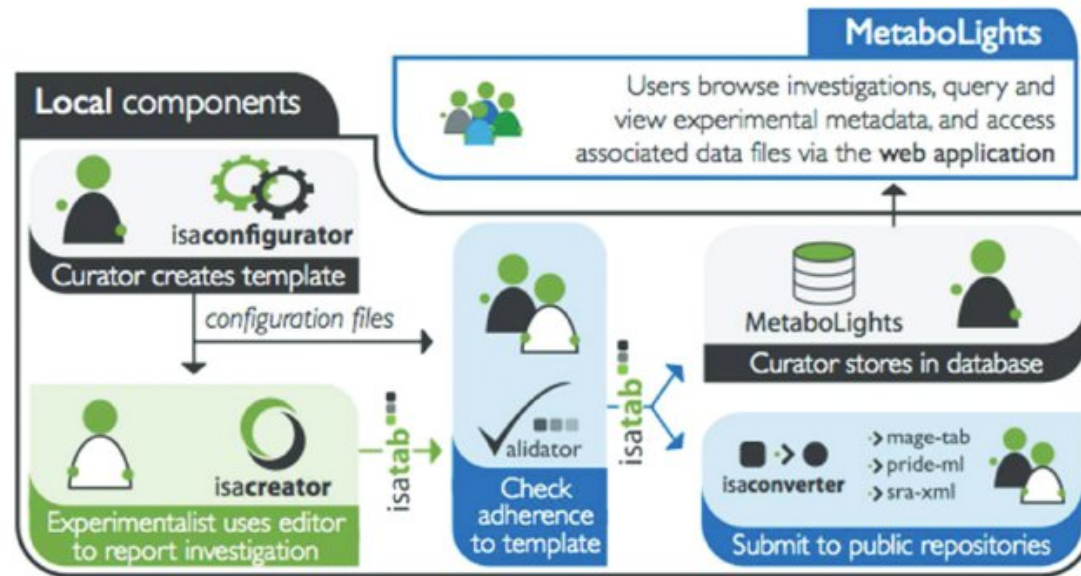 MetaboLights
Users browse investigations, query and
view experimental metadata, and access
associated data files via the web application
Local components
isaconfigurator
Curator creates template
configuration files
isacreator
Experimentalist uses editor
to report investigation
isatab
alidator
Check
adherence
to template
isatab
MetaboLights
Curator stores in database
isaconverter
mage-tab
pride-ml
sra-xml
Submit to public repositories